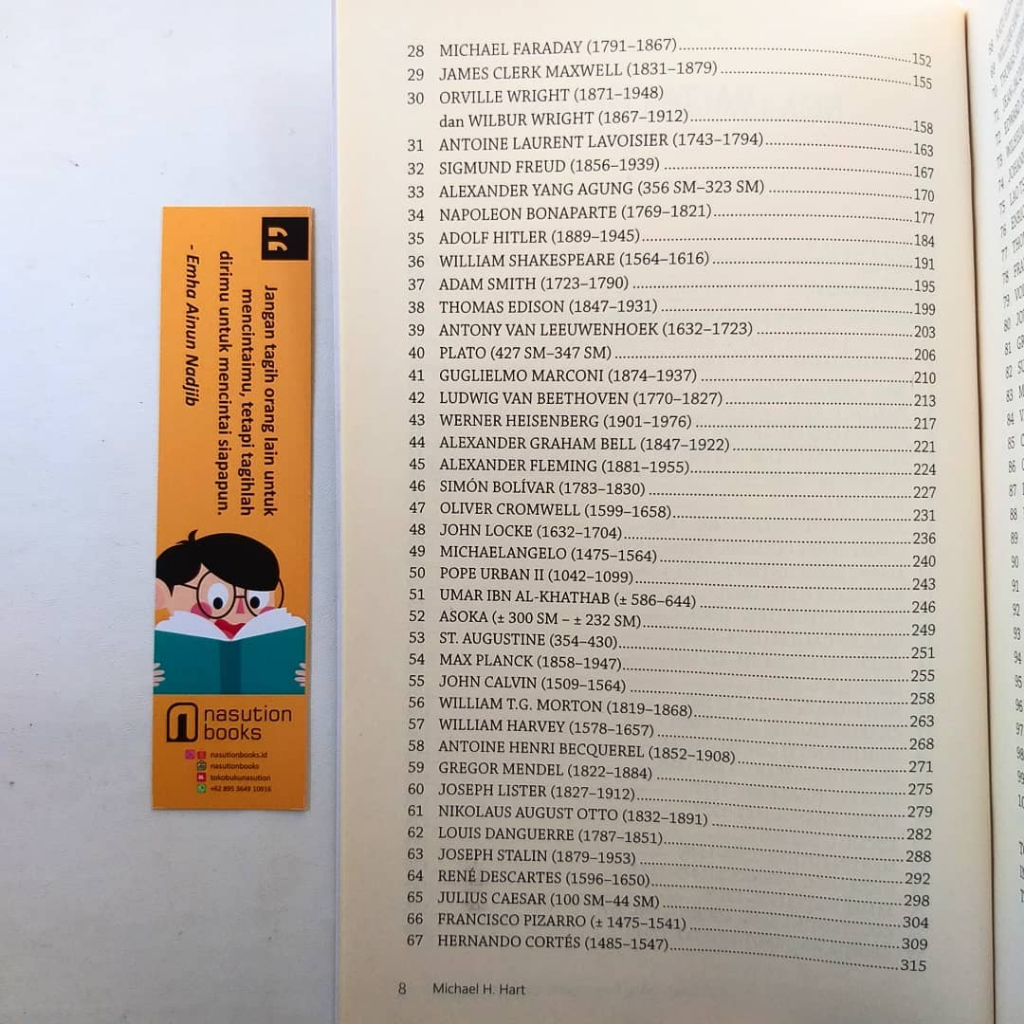 “
Jangan tagih orang lain untuk
mencintaimu, tetapi tagihlah
dirimu untuk mencintai siapapun.
- Emha Ainun Nadjib
nasution
books
nasutionbooks.id
nasutionbooks
tokobukunasution
+62 895 3649 10916
28 MICHAEL FARADAY (1791–1867) 152
29 JAMES CLERK MAXWELL (1831–1879) 155
30 ORVILLE WRIGHT (1871–1948)
dan WILBUR WRIGHT (1867–1912) 158
31 ANTOINE LAURENT LAVOISIER (1743–1794) 163
32 SIGMUND FREUD (1856–1939) 167
33 ALEXANDER YANG AGUNG (356 SM–323 SM) 170
34 NAPOLEON BONAPARTE (1769–1821) 177
35 ADOLF HITLER (1889–1945) 184
36 WILLIAM SHAKESPEARE (1564–1616) 191
37 ADAM SMITH (1723–1790) 195
38 THOMAS EDISON (1847–1931) 199
39 ANTONY VAN LEEUWENHOEK (1632–1723) 203
40 PLATO (427 SM–347 SM) 206
41 GUGLIELMO MARCONI (1874–1937) 210
42 LUDWIG VAN BEETHOVEN (1770–1827) 213
43 WERNER HEISENBERG (1901–1976) 217
44 ALEXANDER GRAHAM BELL (1847–1922) 221
45 ALEXANDER FLEMING (1881–1955) 224
46 SIMÓN BOLÍVAR (1783–1830) 227
47 OLIVER CROMWELL (1599–1658) 231
48 JOHN LOCKE (1632–1704) 236
49 MICHAELANGELO (1475–1564) 240
50 POPE URBAN II (1042–1099) 243
51 UMAR IBN AL-KHATHAB (± 586–644) 246
52 ASOKA (± 300 SM – ± 232 SM) 249
53 ST. AUGUSTINE (354–430) 251
54 MAX PLANCK (1858–1947) 255
55 JOHN CALVIN (1509–1564) 258
56 WILLIAM T.G. MORTON (1819–1868) 263
57 WILLIAM HARVEY (1578–1657) 268
58 ANTOINE HENRI BECQUEREL (1852–1908) 271
59 GREGOR MENDEL (1822–1884) 275
60 JOSEPH LISTER (1827–1912) 279
61 NIKOLAUS AUGUST OTTO (1832–1891) 282
62 LOUIS DANGUERRE (1787–1851) 288
63 JOSEPH STALIN (1879–1953) 292
64 RENÉ DESCARTES (1596–1650) 298
65 JULIUS CAESAR (100 SM–44 SM) 304
66 FRANCISCO PIZARRO (± 1475–1541) 309
67 HERNANDO CORTÉS (1485–1547) 315
8 Michael H. Hart